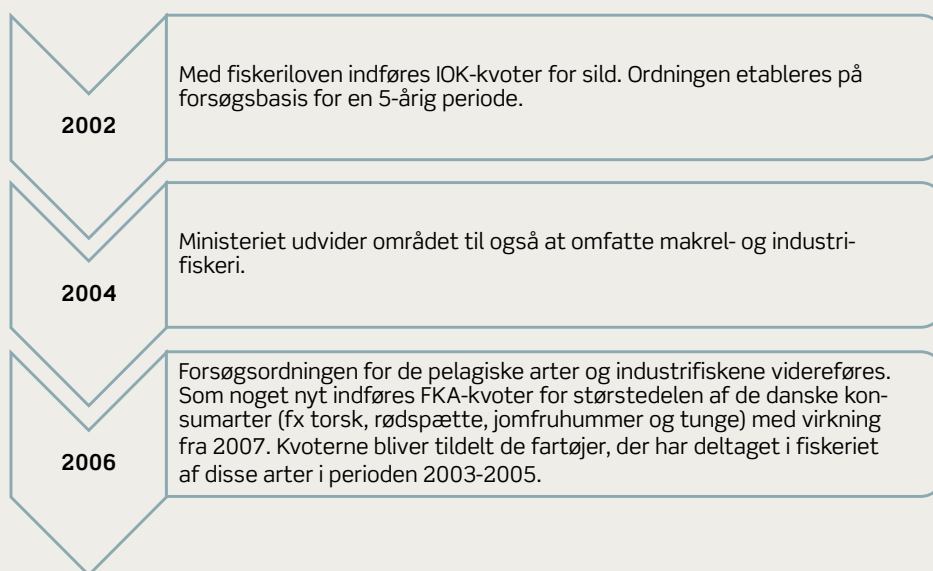 2002
Med fiskeriloven indføres IOK-kvoter for sild. Ordningen etableres på
forsøgsbasis for en 5-årig periode.
2004
Ministeriet udvider området til også at omfatte makrel- og industri-
fiskeri.
2006
Forsøgsordningen for de pelagiske arter og industrifiskene videreføres.
Som noget nyt indføres FKA-kvoter for størstedelen af de danske kon-
sumarter (fx torsk, rødspætte, jomfruhummer og tunge) med virkning
fra 2007. Kvoterne bliver tildelt de fartøjer, der har deltaget i fiskeriet
af disse arter i perioden 2003-2005.